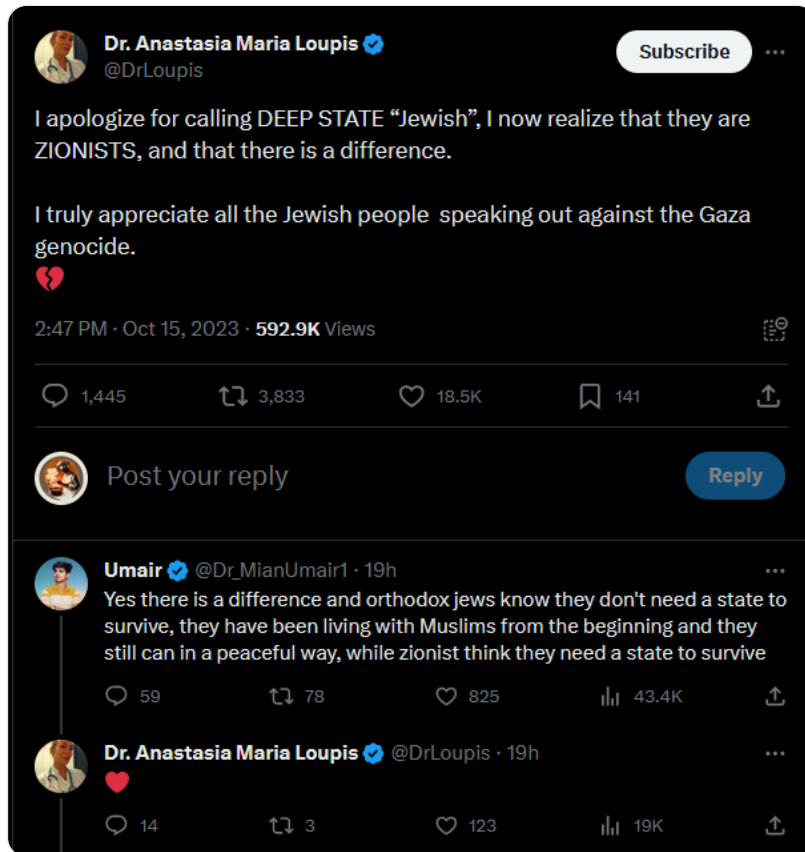 Dr. Anastasia Maria Loupis
@DrLoupis
Subscribe
I apologize for calling DEEP STATE “Jewish”, I now realize that they are
ZIONISTS, and that there is a difference.
I truly appreciate all the Jewish people  speaking out against the Gaza
genocide.
💔
2:47 PM · Oct 15, 2023 · 592.9K Views
1,445 3,833 18.5K 141
Post your reply
Reply
Umair @Dr_MianUmair1 · 19h
Yes there is a difference and orthodox jews know they don't need a state to
survive, they have been living with Muslims from the beginning and they
still can in a peaceful way, while zionist think they need a state to survive
59 78 825 43.4K
Dr. Anastasia Maria Loupis @DrLoupis · 19h
❤️
14 3 123 19K